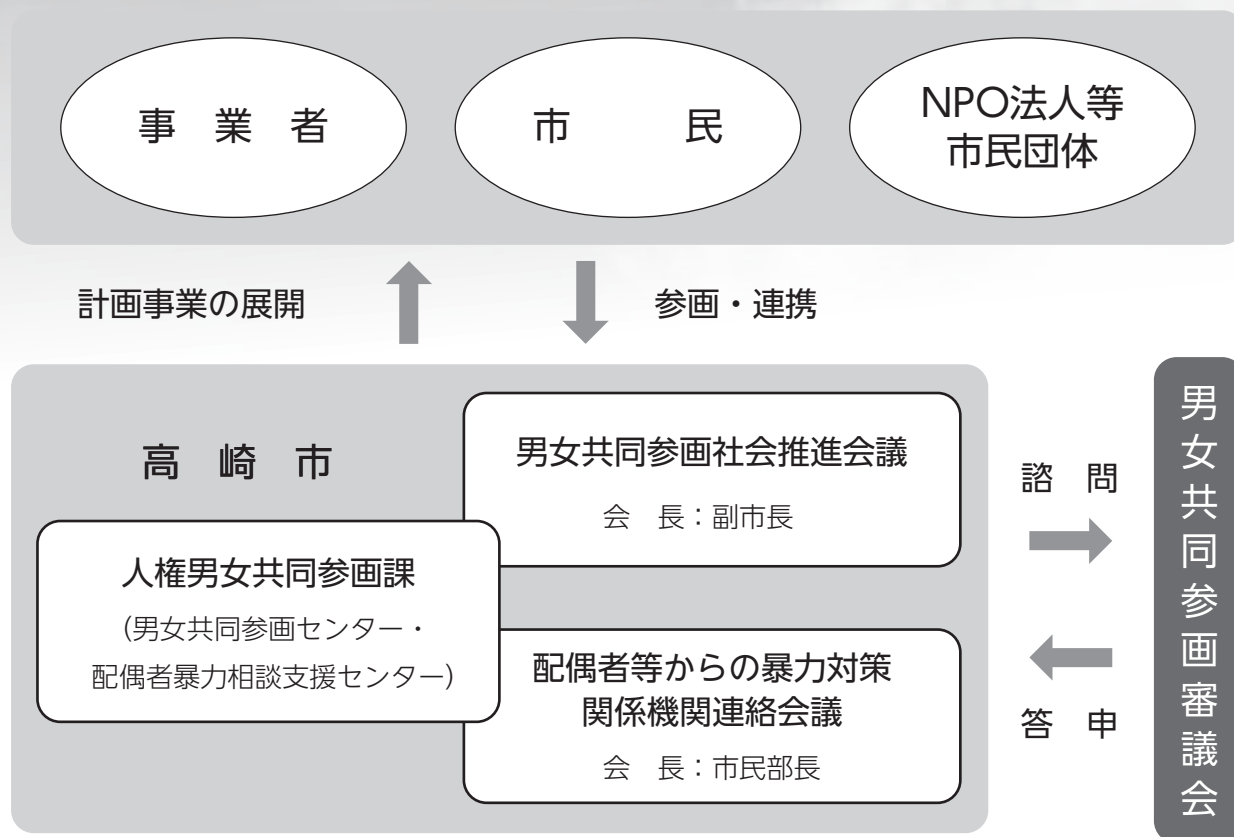 事業者
市民
NPO法人等
市民団体
計画事業の展開
参画・連携
高崎市
男女共同参画社会推進会議
会　長：副市長
人権男女共同参画課
(男女共同参画センター・
配偶者暴力相談支援センター)
配偶者等からの暴力対策
関係機関連絡会議
会　長：市民部長
諮　問
答　申
男女共同参画審議会